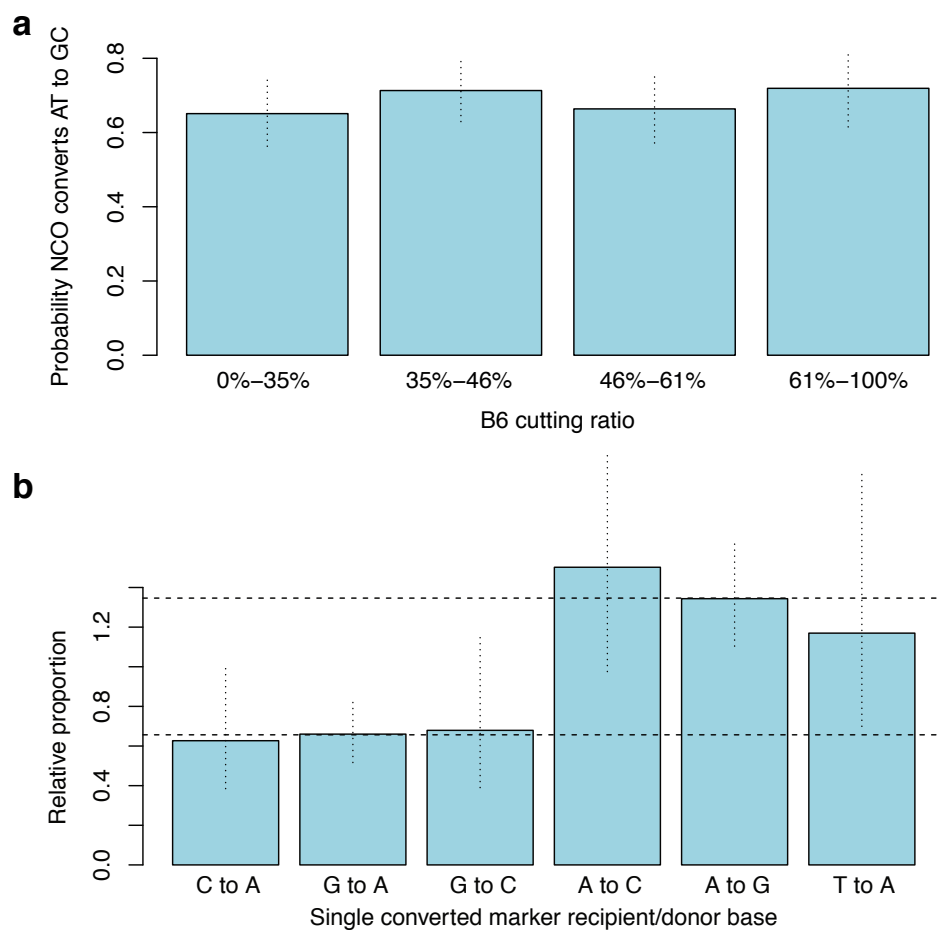 a
Probability NCO converts AT to GC
0.8
0.6
0.4
0.2
0.0
0%−35% 35%−46% 46%−61% 61%−100%
B6 cutting ratio
b
Relative proportion
1.2
0.8
0.4
0.0
C to A G to A G to C A to C A to G T to A
Single converted marker recipient/donor base